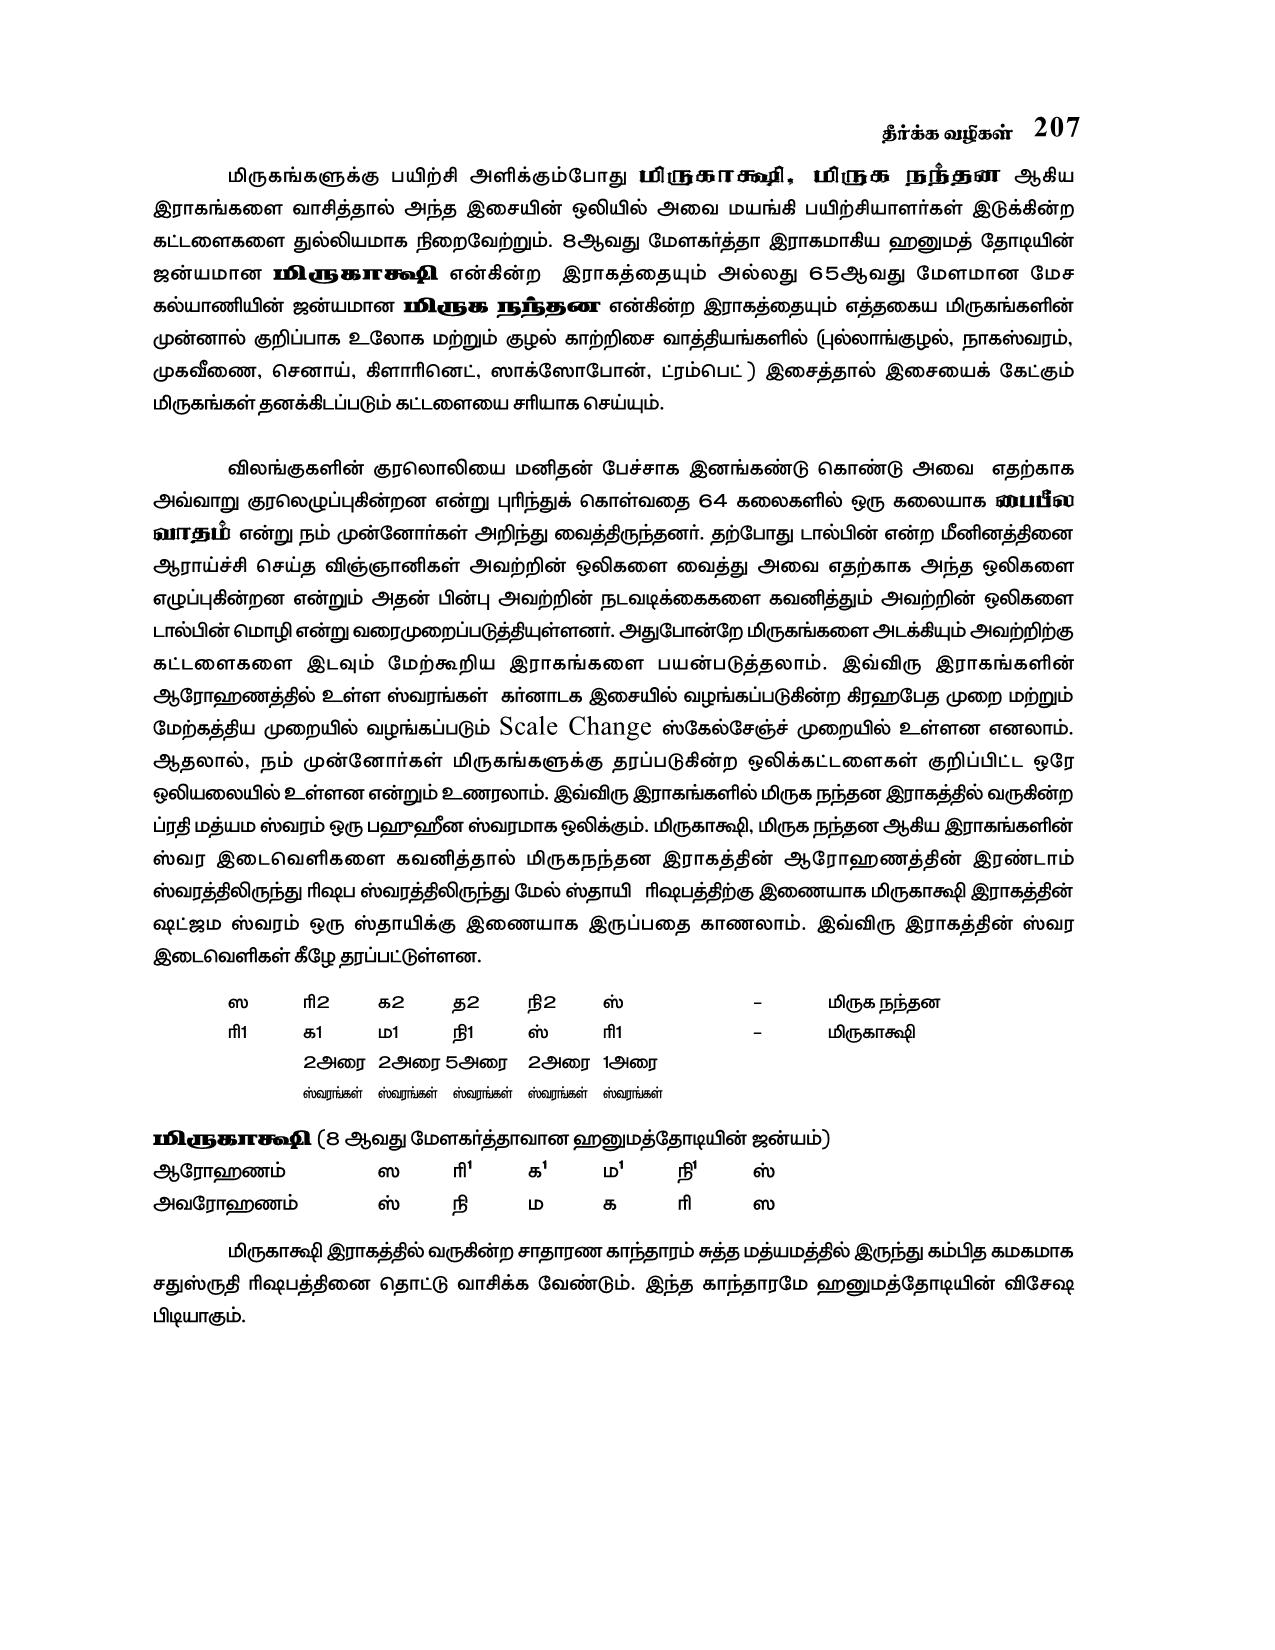 தீர்க்க வழிகள் 207
மிருகங்களுக்கு பயிற்சி அளிக்கும்போது மிருகாக்ஷி, மிருக நந்தன ஆகிய
இராகங்களை வாசித்தால் அந்த இசையின் ஒலியில் அவை மயங்கி பயிற்சியாளர்கள் இடுக்கின்ற
கட்டளைகளை துல்லியமாக நிறைவேற்றும். 8ஆவது மேளகர்த்தா இராகமாகிய ஹனுமத் தோடியின்
ஜன்யமான மிருகாக்ஷி என்கின்ற இராகத்தையும் அல்லது 65ஆவது மேளமான மேச
கல்யாணியின் ஜன்யமான மிருக நந்தன என்கின்ற இராகத்தையும் எத்தகைய மிருகங்களின்
முன்னால் குறிப்பாக உலோக மற்றும் குழல் காற்றிசை வாத்தியங்களில் (புல்லாங்குழல், நாகஸ்வரம்,
முகவீணை, செனாய், கிளாரினெட், ஸாக்ஸோபோன், ட்ரம்பெட் ) இசைத்தால் இசையைக் கேட்கும்
மிருகங்கள் தனக்கிடப்படும் கட்டளையை சரியாக செய்யும்.
விலங்குகளின் குரலொலியை மனிதன் பேச்சாக இனங்கண்டு கொண்டு அவை எதற்காக
அவ்வாறு குரலெழுப்புகின்றன என்று புரிந்துக் கொள்வதை 64 கலைகளில் ஒரு கலையாக பைபீல
வாதம் என்று நம் முன்னோர்கள் அறிந்து வைத்திருந்தனர். தற்போது டால்பின் என்ற மீனினத்தினை
ஆராய்ச்சி செய்த விஞ்ஞானிகள் அவற்றின் ஒலிகளை வைத்து அவை எதற்காக அந்த ஒலிகளை
எழுப்புகின்றன என்றும் அதன் பின்பு அவற்றின் நடவடிக்கைகளை கவனித்தும் அவற்றின் ஒலிகளை
டால்பின் மொழி என்று வரைமுறைப்படுத்தியுள்ளனர். அதுபோன்றே மிருகங்களை அடக்கியும் அவற்றிற்கு
கட்டளைகளை இடவும் மேற்கூறிய இராகங்களை பயன்படுத்தலாம். இவ்விரு இராகங்களின்
ஆரோஹணத்தில் உள்ள ஸ்வரங்கள் கர்னாடக இசையில் வழங்கப்படுகின்ற கிரஹபேத முறை மற்றும்
மேற்கத்திய முறையில் வழங்கப்படும் Scale Change ஸ்கேல்சேஞ்ச் முறையில் உள்ளன எனலாம்.
ஆதலால், நம் முன்னோர்கள் மிருகங்களுக்கு தரப்படுகின்ற ஒலிக்கட்டளைகள் குறிப்பிட்ட ஒரே
ஒலியலையில் உள்ளன என்றும் உணரலாம். இவ்விரு இராகங்களில் மிருக நந்தன இராகத்தில் வருகின்ற
ப்ரதி மத்யம ஸ்வரம் ஒரு பஹுஹீன ஸ்வரமாக ஒலிக்கும். மிருகாக்ஷி, மிருக நந்தன ஆகிய இராகங்களின்
ஸ்வர இடைவெளிகளை கவனித்தால் மிருகநந்தன இராகத்தின் ஆரோஹணத்தின் இரண்டாம்
ஸ்வரத்திலிருந்து ரிஷப ஸ்வரத்திலிருந்து மேல் ஸ்தாயி ரிஷபத்திற்கு இணையாக மிருகாக்ஷி இராகத்தின்
ஷட்ஜம ஸ்வரம் ஒரு ஸ்தாயிக்கு இணையாக இருப்பதை காணலாம். இவ்விரு இராகத்தின் ஸ்வர
இடைவெளிகள் கீழே தரப்பட்டுள்ளன.
ஸ ரி2 க2 த2 நி2 ஸ் - மிருக நந்தன
ரி1 க1 ம1 நி1 ஸ் ரி1 - மிருகாக்ஷி
2அரை 2அரை 5அரை 2அரை 1அரை
ஸ்வரங்கள் ஸ்வரங்கள் ஸ்வரங்கள் ஸ்வரங்கள் ஸ்வரங்கள்
மிருகாக்ஷி (8 ஆவது மேளகர்த்தாவான ஹனுமத்தோடியின் ஜன்யம்)
ஆரோஹணம் ஸ ரி¹ க¹ ம¹ நி¹ ஸ்
அவரோஹணம் ஸ் நி ம க ரி ஸ
மிருகாக்ஷி இராகத்தில் வருகின்ற சாதாரண காந்தாரம் சுத்த மத்யமத்தில் இருந்து கம்பித கமகமாக
சதுஸ்ருதி ரிஷபத்தினை தொட்டு வாசிக்க வேண்டும். இந்த காந்தாரமே ஹனுமத்தோடியின் விசேஷ
பிடியாகும்.